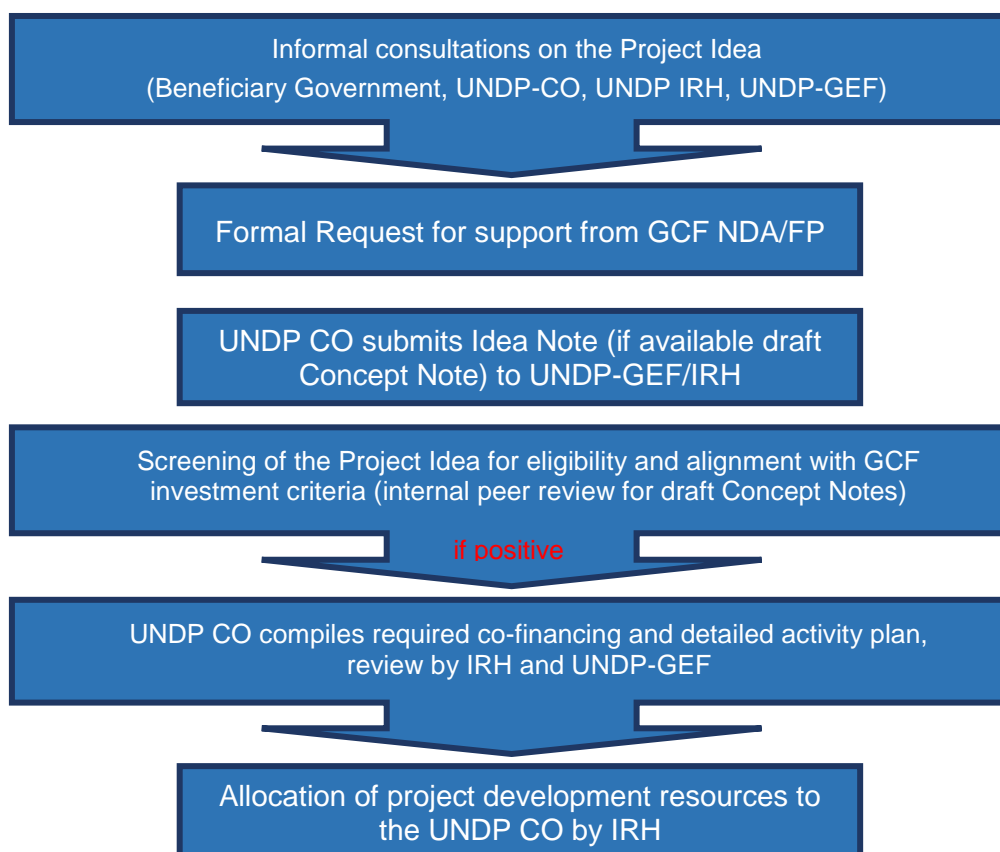 Informal consultations on the Project Idea
(Beneficiary Government, UNDP-CO, UNDP IRH, UNDP-GEF)
Formal Request for support from GCF NDA/FP
UNDP CO submits Idea Note (if available draft
Concept Note) to UNDP-GEF/IRH
Screening of the Project Idea for eligibility and alignment with GCF
investment criteria (internal peer review for draft Concept Notes)
if positive
UNDP CO compiles required co-financing and detailed activity plan,
review by IRH and UNDP-GEF
Allocation of project development resources to
the UNDP CO by IRH